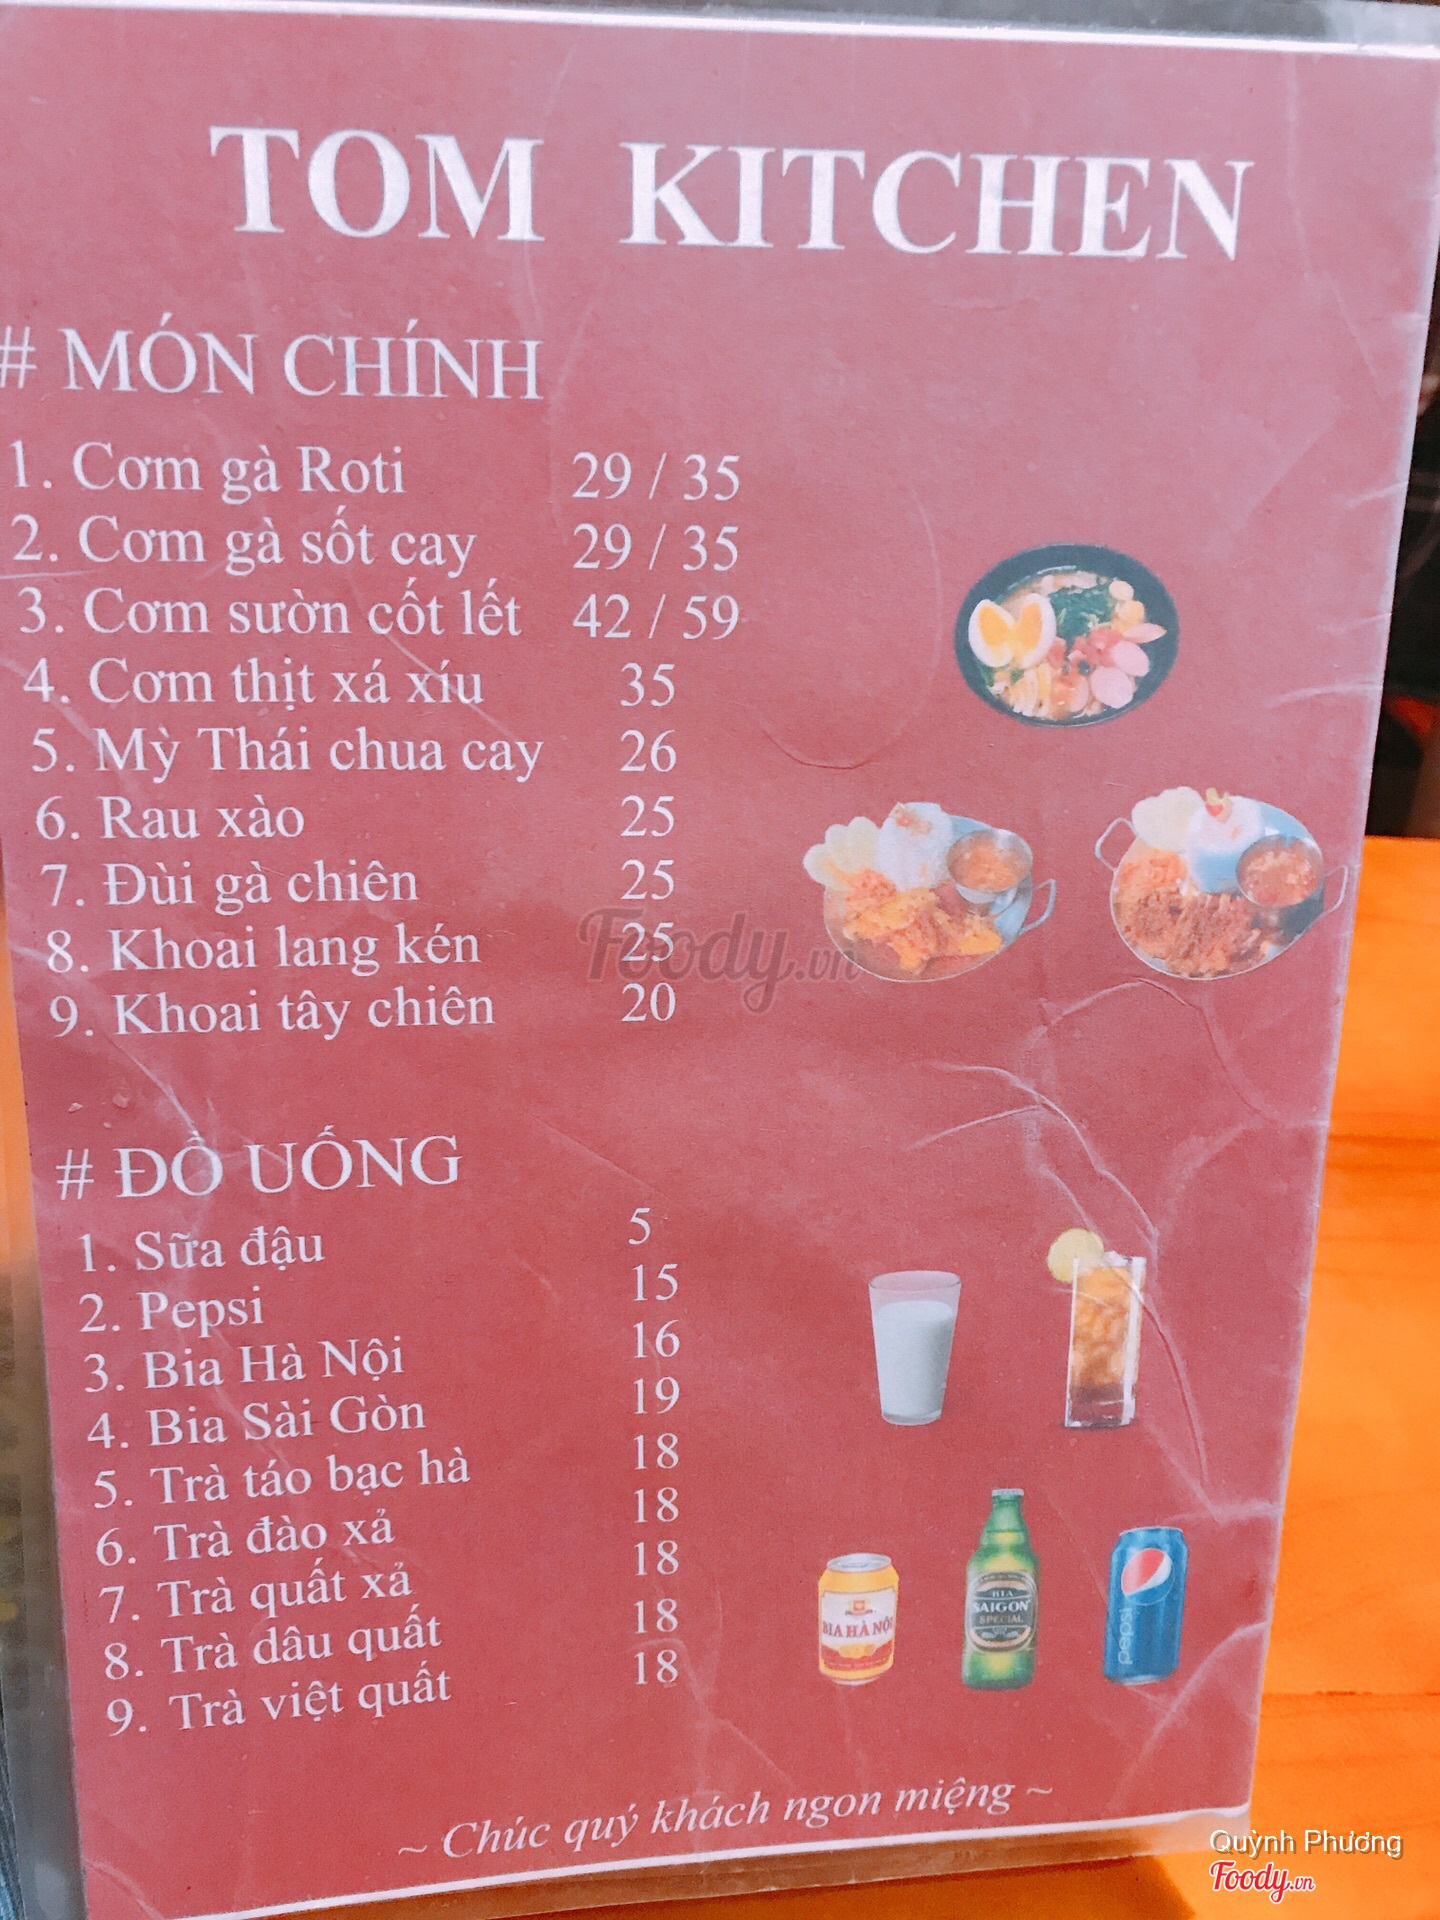 TOM KITCHEN
# MÓN CHÍNH
1. Cơm gà Roti 29 / 35
2. Cơm gà sốt cay 29 / 35
3. Cơm sườn cốt lết 42 / 59
4. Cơm thịt xá xíu 35
5. Mỳ Thái chua cay 26
6. Rau xào 25
7. Đùi gà chiên 25
8. Khoai lang kén 25
9. Khoai tây chiên 20
Foody.vn
# ĐỒ UỐNG
1. Sữa đậu 5
2. Pepsi 15
3. Bia Hà Nội 16
4. Bia Sài Gòn 19
5. Trà táo bạc hà 18
6. Trà đào xả 18
7. Trà quất xả 18
8. Trà dâu quất 18
9. Trà việt quất 18
BIA HÀ NỘI
BIA
SAIGON
SPECIAL
pepsi
~ Chúc quý khách ngon miệng ~
Quỳnh Phương
Foody.vn